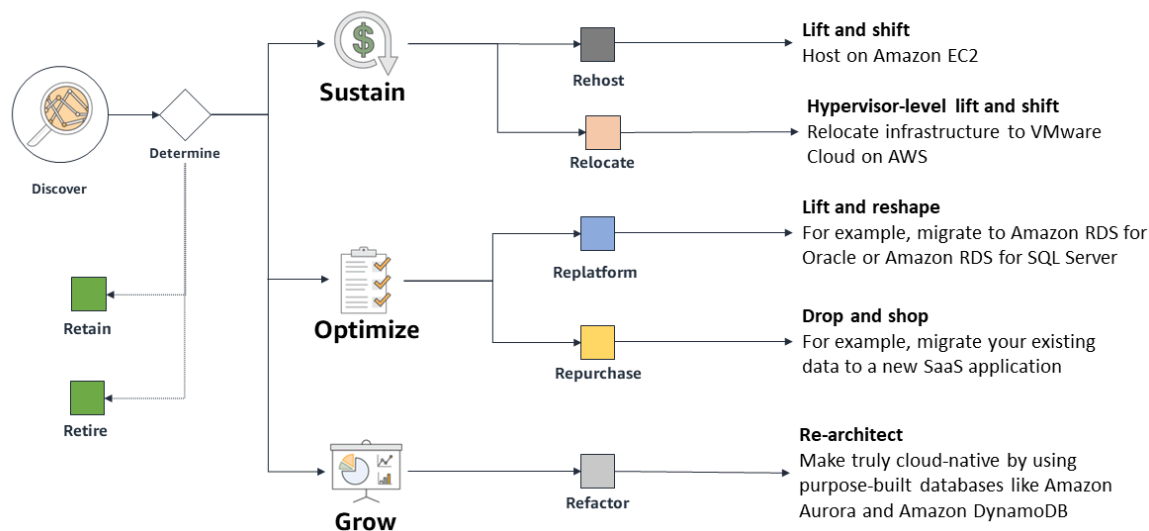 Discover
Determine
Retain
Retire
$
Sustain
Rehost
Lift and shift
Host on Amazon EC2
Relocate
Hypervisor-level lift and shift
Relocate infrastructure to VMware
Cloud on AWS
Optimize
Replatform
Lift and reshape
For example, migrate to Amazon RDS for
Oracle or Amazon RDS for SQL Server
Repurchase
Drop and shop
For example, migrate your existing
data to a new SaaS application
Grow
Refactor
Re-architect
Make truly cloud-native by using
purpose-built databases like Amazon
Aurora and Amazon DynamoDB